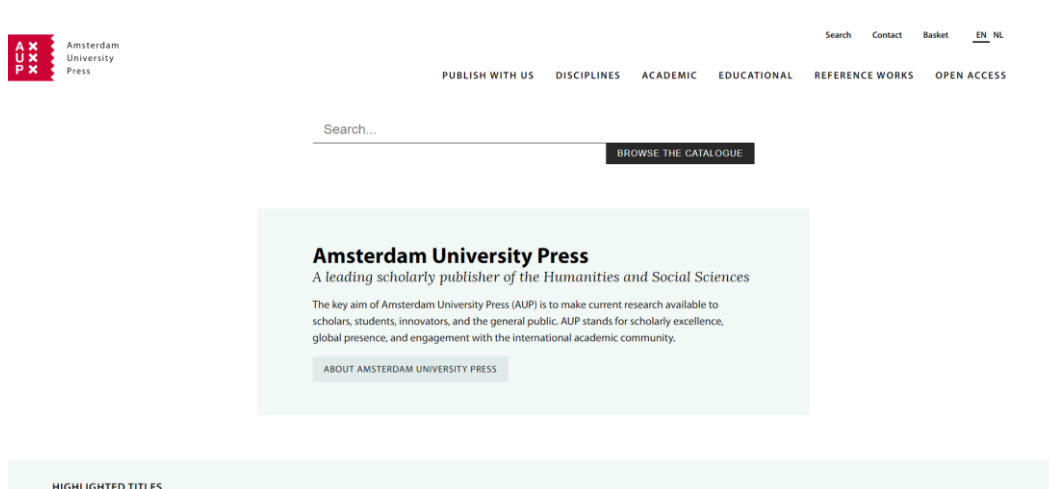 A
U
P
Amsterdam
University
Press
Search Contact Basket EN NL
PUBLISH WITH US DISCIPLINES ACADEMIC EDUCATIONAL REFERENCE WORKS OPEN ACCESS
Search...
BROWSE THE CATALOGUE
Amsterdam University Press
A leading scholarly publisher of the Humanities and Social Sciences
The key aim of Amsterdam University Press (AUP) is to make current research available to
scholars, students, innovators, and the general public. AUP stands for scholarly excellence,
global presence, and engagement with the international academic community.
ABOUT AMSTERDAM UNIVERSITY PRESS
HIGHLIGHTED TITLES